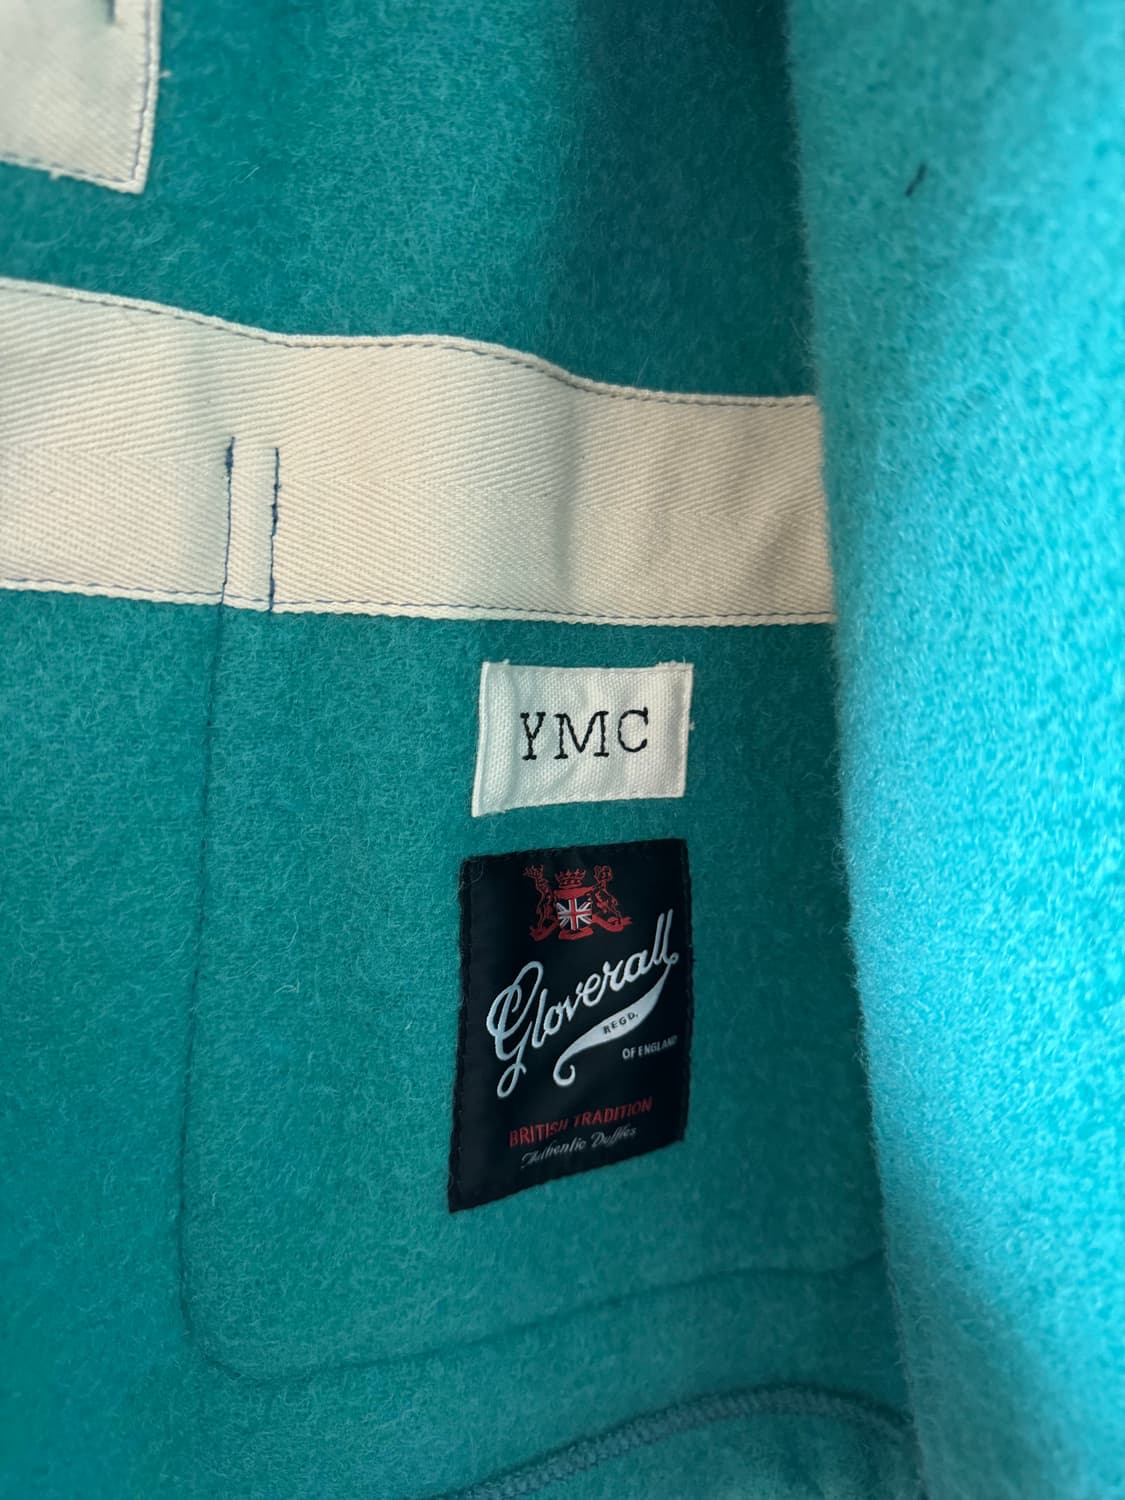 YMC
Gloverall
REGD.
OF ENGLAND
BRITISH TRADITION
Authentic Duffles